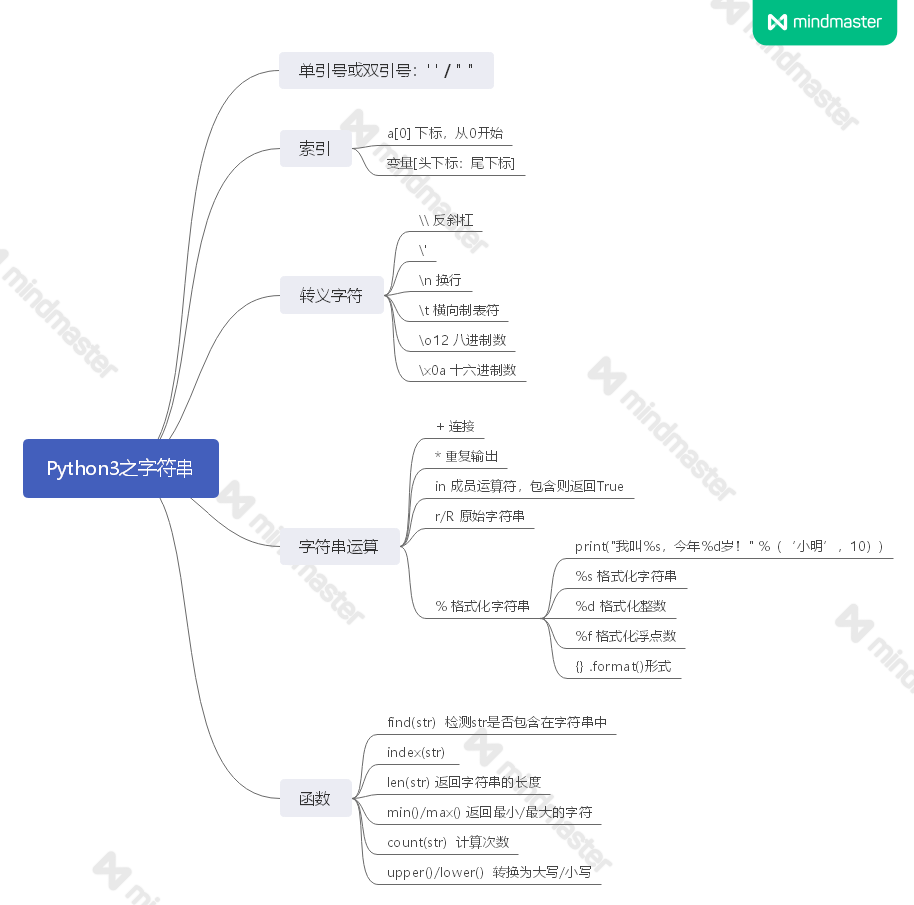 mindmaster
单引号或双引号：' ' / " "
索引
a[0] 下标，从0开始
变量[头下标：尾下标]
转义字符
\\ 反斜杠
\'
\n 换行
\t 横向制表符
\o12 八进制数
\x0a 十六进制数
Python3之字符串
字符串运算
+ 连接
* 重复输出
in 成员运算符，包含则返回True
r/R 原始字符串
% 格式化字符串
print("我叫%s，今年%d岁！" %（‘小明’，10））
%s 格式化字符串
%d 格式化整数
%f 格式化浮点数
{} .format()形式
函数
find(str) 检测str是否包含在字符串中
index(str)
len(str) 返回字符串的长度
min()/max() 返回最小/最大的字符
count(str) 计算次数
upper()/lower() 转换为大写/小写
mindmaster
mindmaster
mindmaster
mindmaster
mindmaster
mindmaster